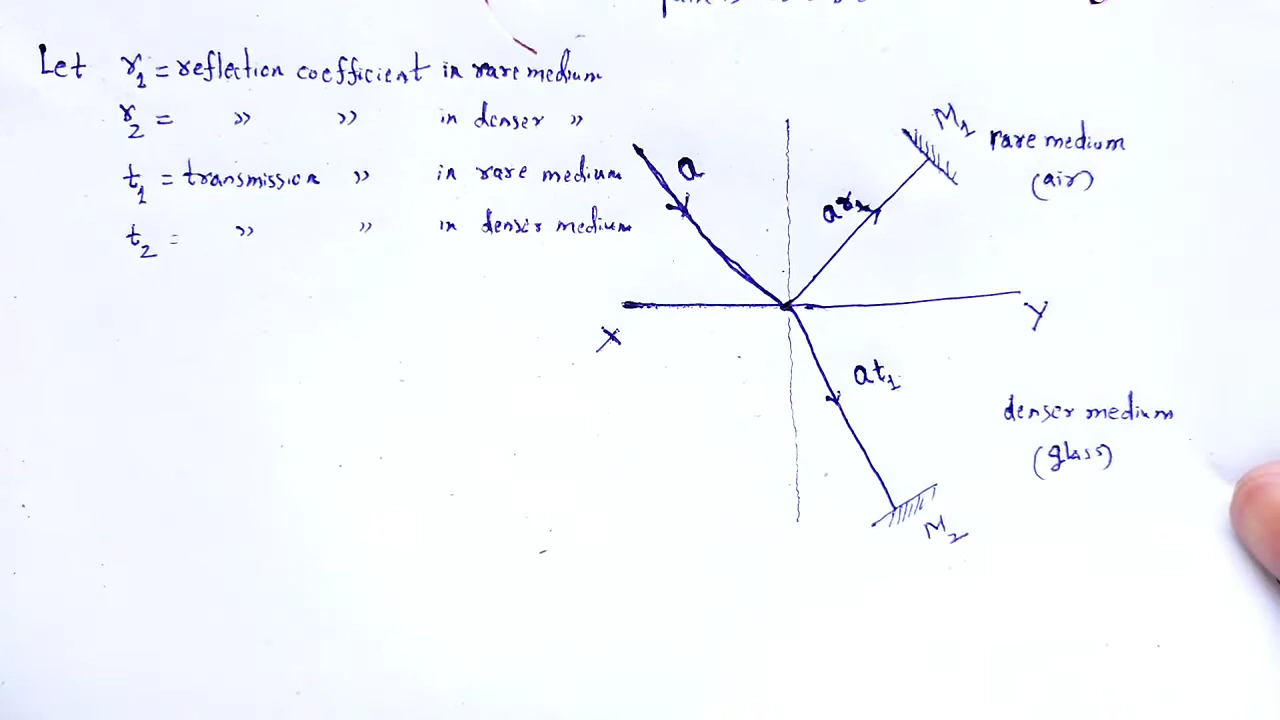 Let r₁ = reflection coefficient in rare medium
r₂ = " " in denser "
t₁ = transmission " in rare medium
t₂ = " " in denser medium
M₁
rare medium
(air)
a
ar₁
X
Y
at₁
denser medium
(glass)
M₂